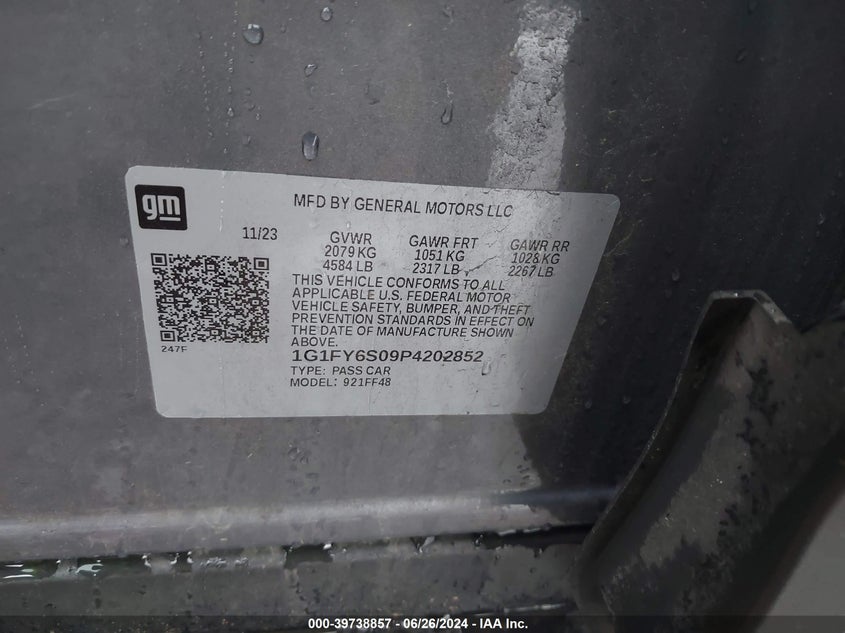 gm
MFD BY GENERAL MOTORS LLC
11/23 GVWR GAWR FRT GAWR RR
2079 KG 1051 KG 1028 KG
4584 LB 2317 LB 2267 LB
THIS VEHICLE CONFORMS TO ALL
APPLICABLE U.S. FEDERAL MOTOR
VEHICLE SAFETY, BUMPER, AND THEFT
PREVENTION STANDARDS IN EFFECT ON
THE DATE OF MANUFACTURE SHOWN
ABOVE.
247F
1G1FY6S09P4202852
TYPE: PASS CAR
MODEL: 921FF48
000-39738857 - 06/26/2024 - IAA Inc.